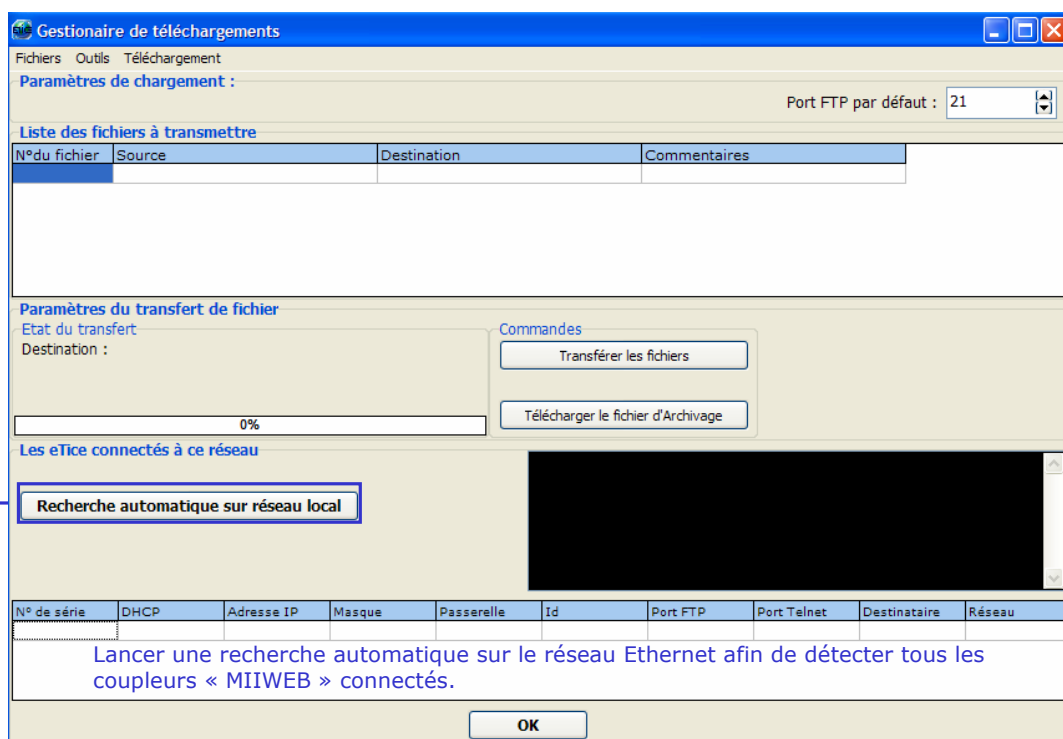 Gestionaire de téléchargements
Fichiers Outils Téléchargement
Paramètres de chargement :
Port FTP par défaut : 21
Liste des fichiers à transmettre
N°du fichier Source Destination Commentaires
Paramètres du transfert de fichier
Etat du transfert Commandes
Destination :
Transférer les fichiers
Télécharger le fichier d'Archivage
0%
Les eTice connectés à ce réseau
Recherche automatique sur réseau local
N° de série DHCP Adresse IP Masque Passerelle Id Port FTP Port Telnet Destinataire Réseau
Lancer une recherche automatique sur le réseau Ethernet afin de détecter tous les
coupleurs « MIIWEB » connectés.
OK